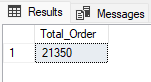 Results Messages
Total_Order
1 21350